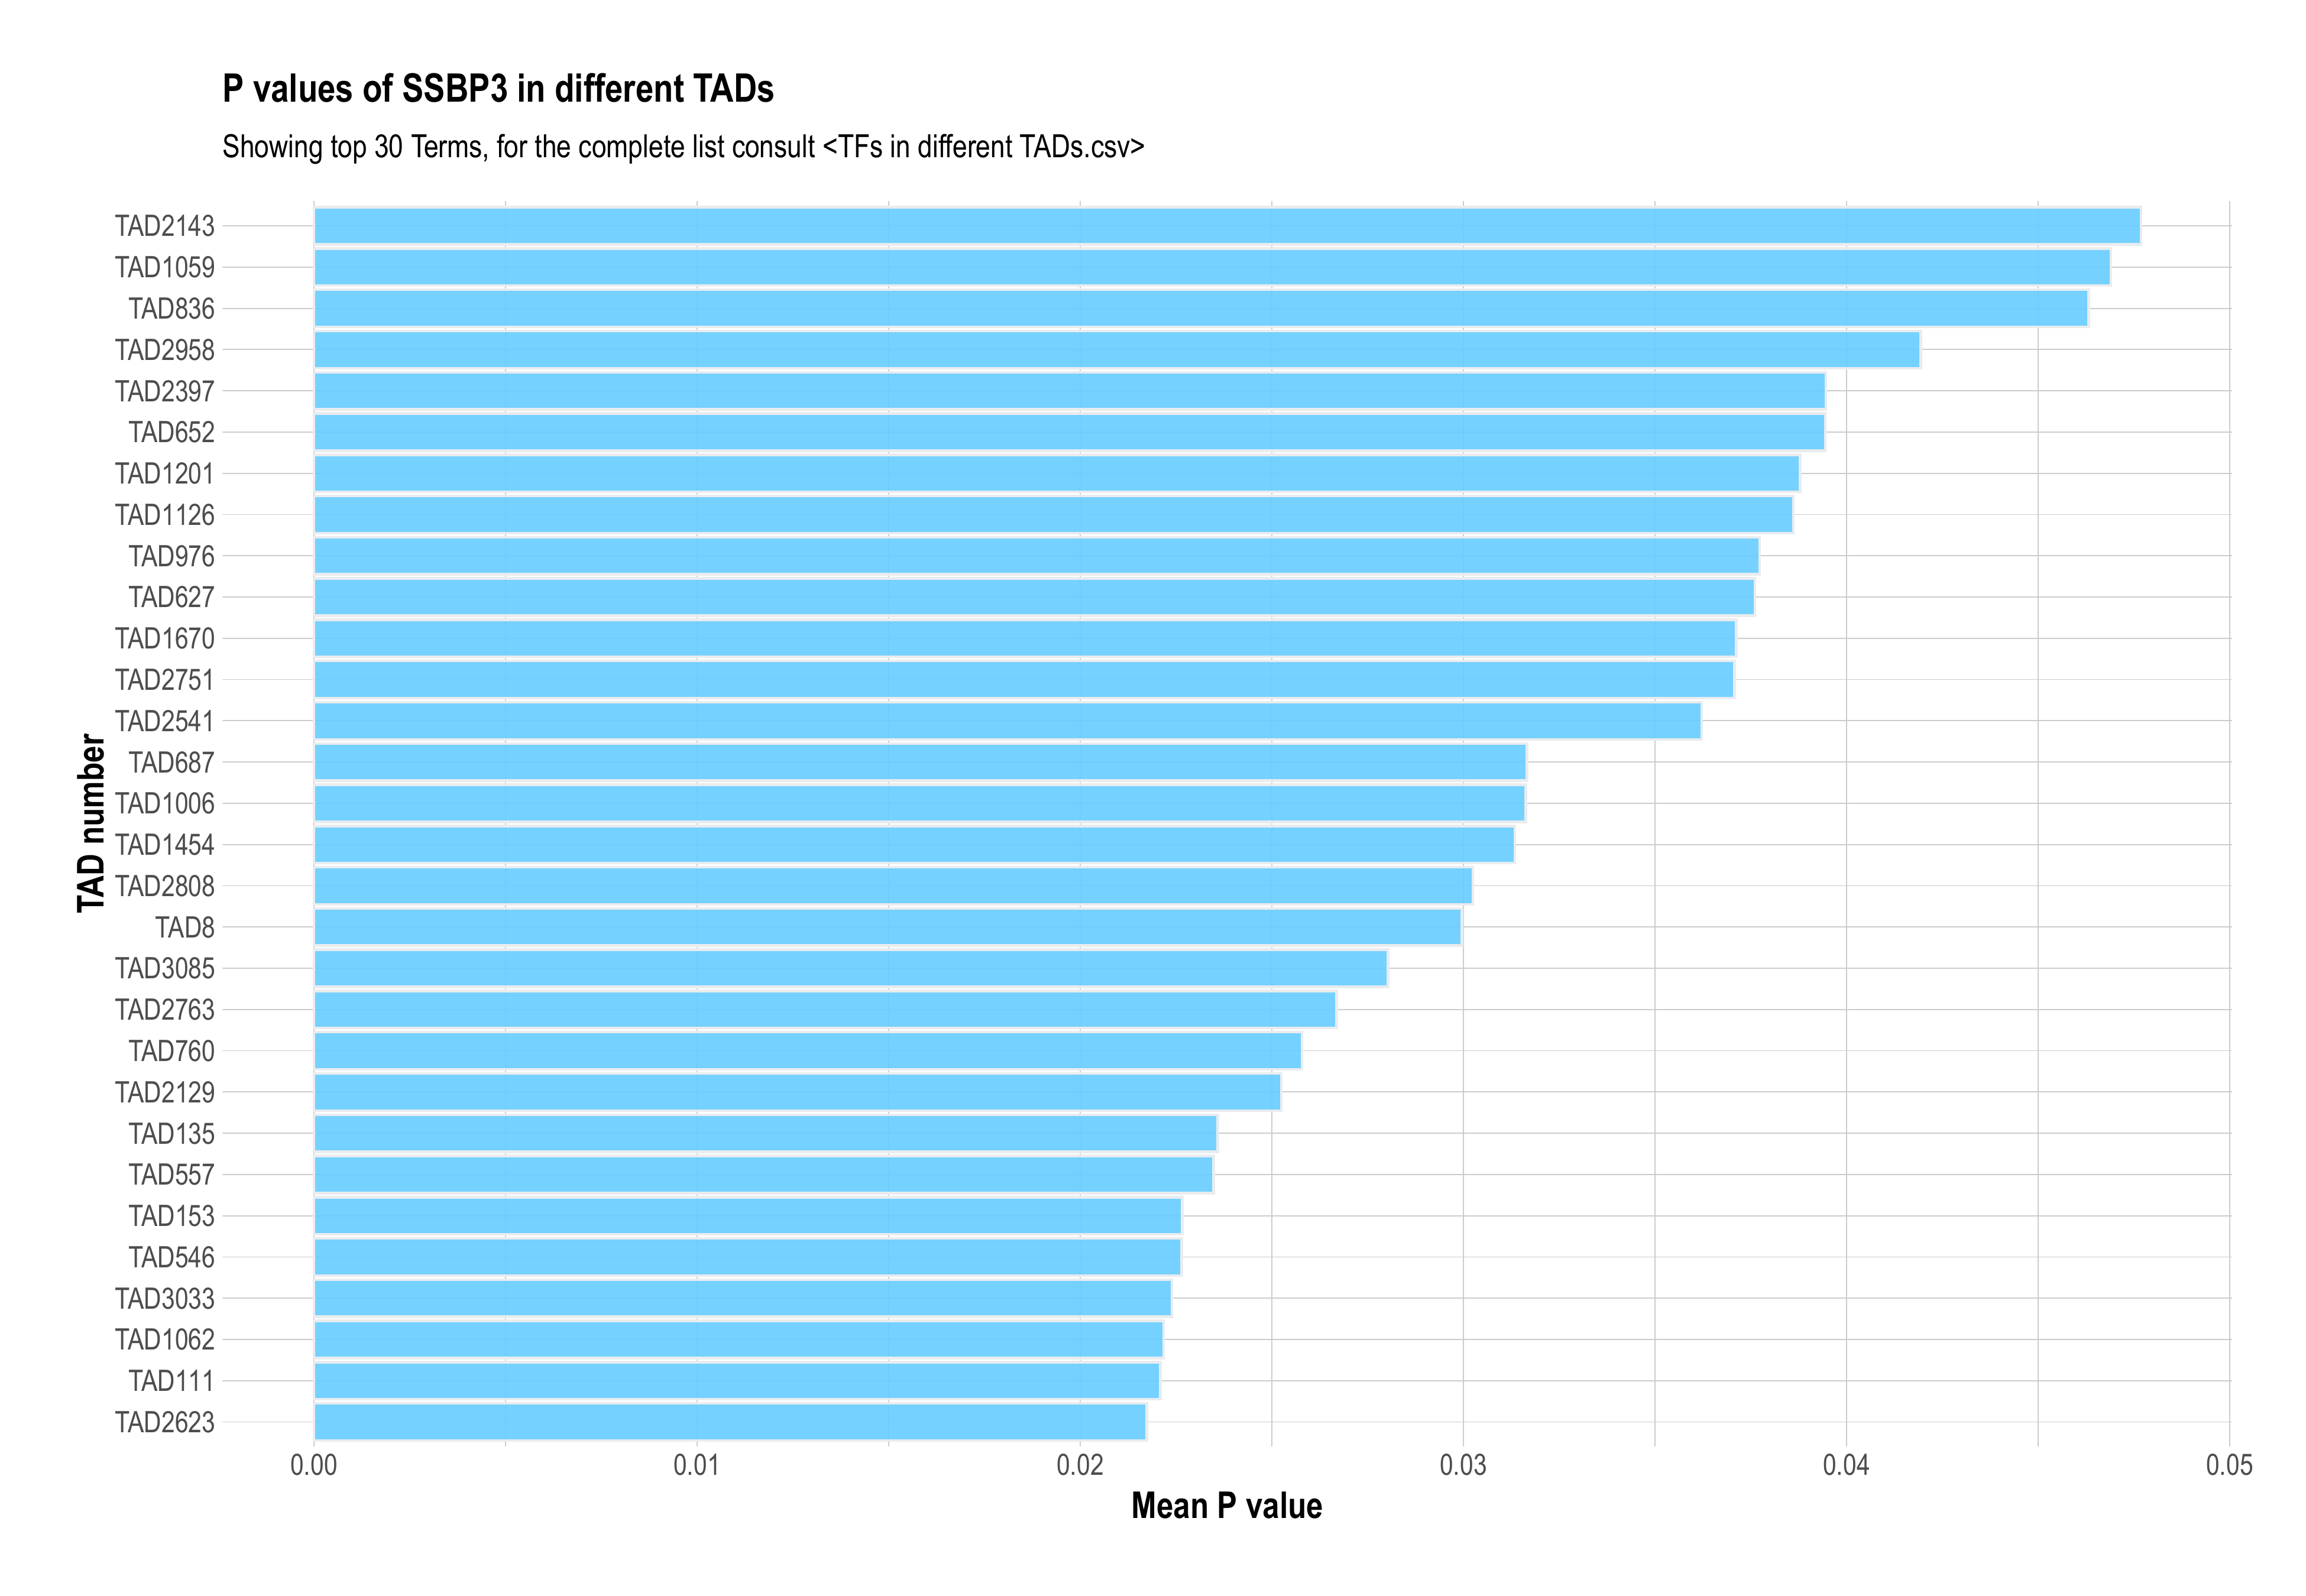 P values of SSBP3 in different TADs
Showing top 30 Terms, for the complete list consult <TFs in different TADs.csv>
TAD number
TAD2143
TAD1059
TAD836
TAD2958
TAD2397
TAD652
TAD1201
TAD1126
TAD976
TAD627
TAD1670
TAD2751
TAD2541
TAD687
TAD1006
TAD1454
TAD2808
TAD8
TAD3085
TAD2763
TAD760
TAD2129
TAD135
TAD557
TAD153
TAD546
TAD3033
TAD1062
TAD111
TAD2623
0.00 0.01 0.02 0.03 0.04 0.05
Mean P value